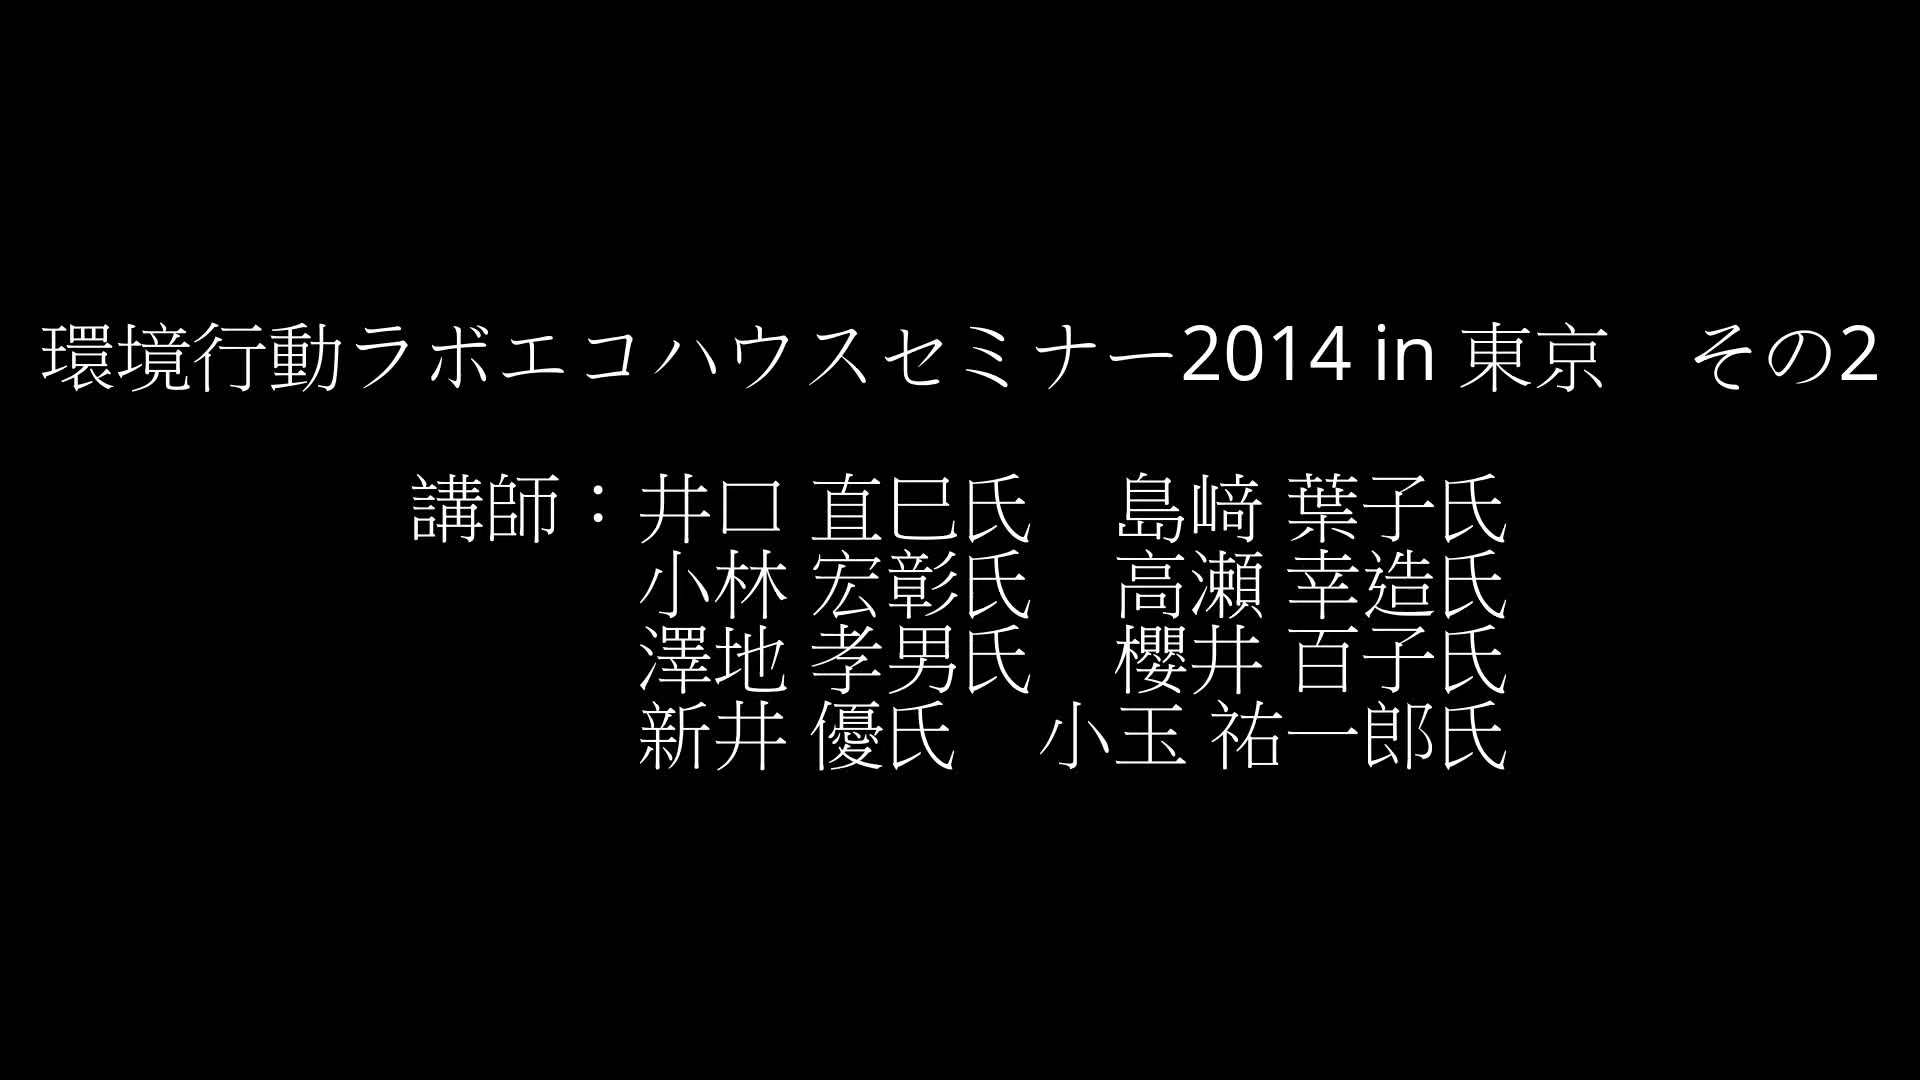 環境行動ラボエコハウスセミナー2014 in 東京　その2
講師：井口 直巳氏　島﨑 葉子氏
小林 宏彰氏　高瀬 幸造氏
澤地 孝男氏　櫻井 百子氏
新井 優氏　小玉 祐一郎氏